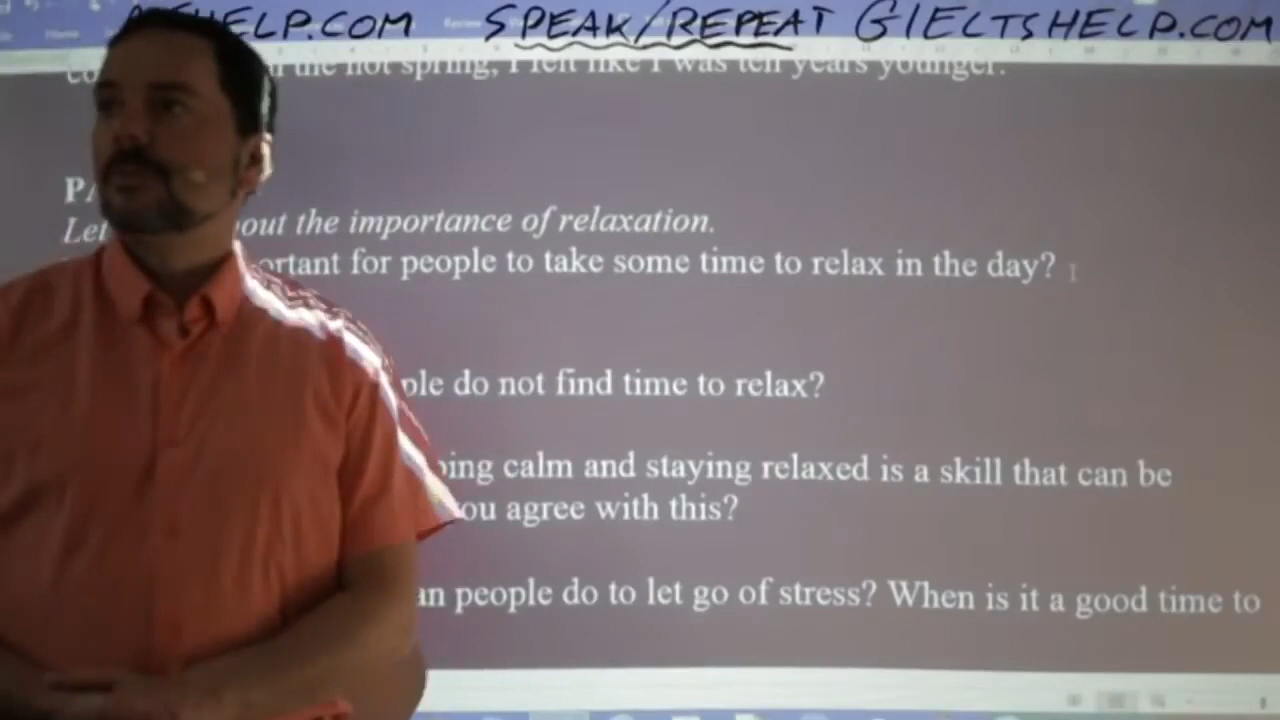 HELP.COM SPEAK/REPEAT GIELTSHELP.COM
the hot spring, I felt like I was ten years younger.
Let out the importance of relaxation.
ortant for people to take some time to relax in the day?
ple do not find time to relax?
ing calm and staying relaxed is a skill that can be
ou agree with this?
an people do to let go of stress? When is it a good time to